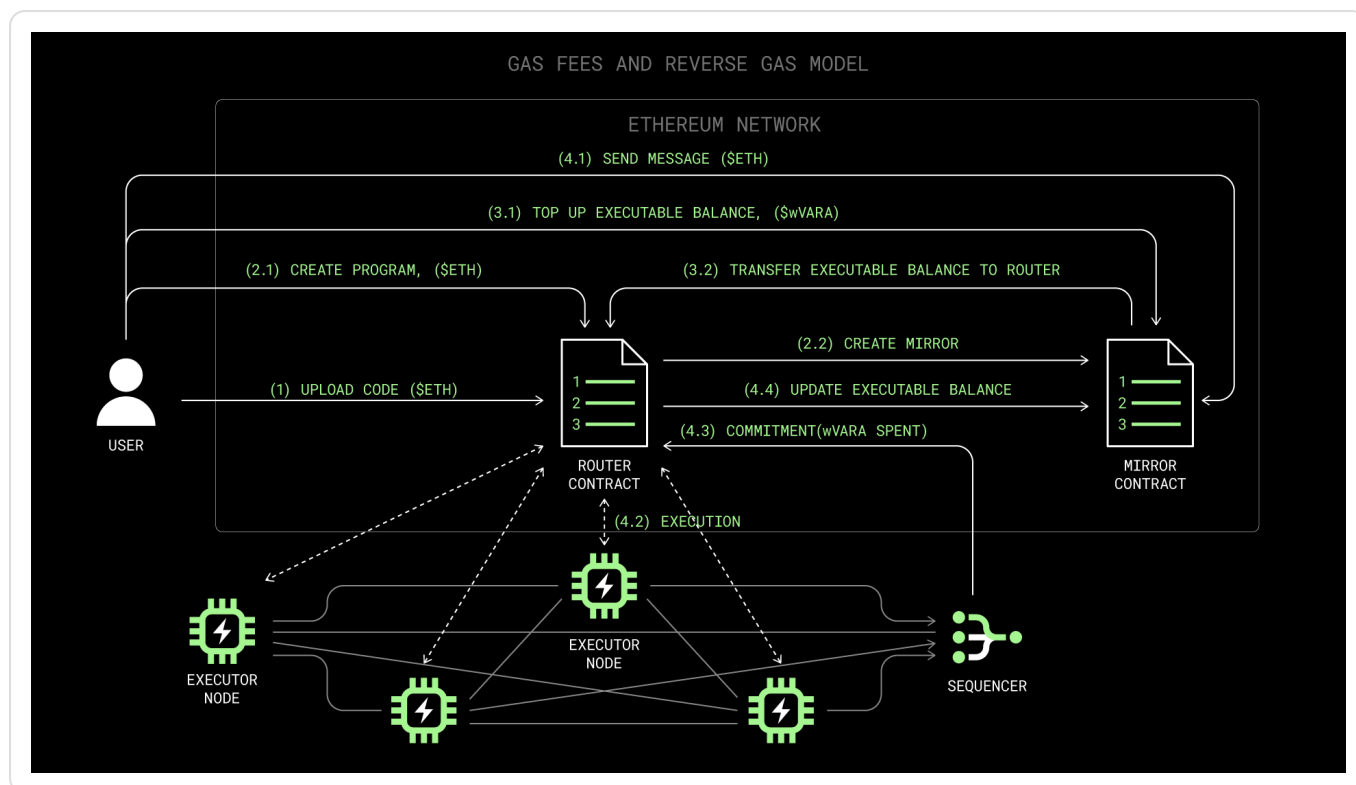 GAS FEES AND REVERSE GAS MODEL
ETHEREUM NETWORK
(4.1) SEND MESSAGE ($ETH)
(3.1) TOP UP EXECUTABLE BALANCE, ($wVARA)
(2.1) CREATE PROGRAM, ($ETH)
(3.2) TRANSFER EXECUTABLE BALANCE TO ROUTER
(2.2) CREATE MIRROR
(1) UPLOAD CODE ($ETH)
(4.4) UPDATE EXECUTABLE BALANCE
1
2
3
1
2
3
(4.3) COMMITMENT(wVARA SPENT)
USER
ROUTER
CONTRACT
MIRROR
CONTRACT
(4.2) EXECUTION
EXECUTOR
NODE
EXECUTOR
NODE
SEQUENCER